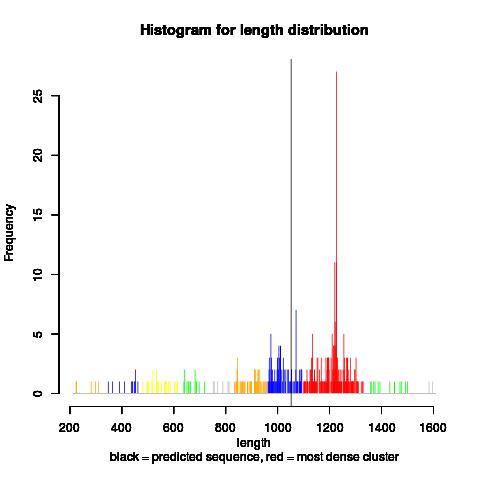 Histogram for length distribution
Frequency
25
20
15
10
5
0
200 400 600 800 1000 1200 1400 1600
length
black = predicted sequence, red = most dense cluster